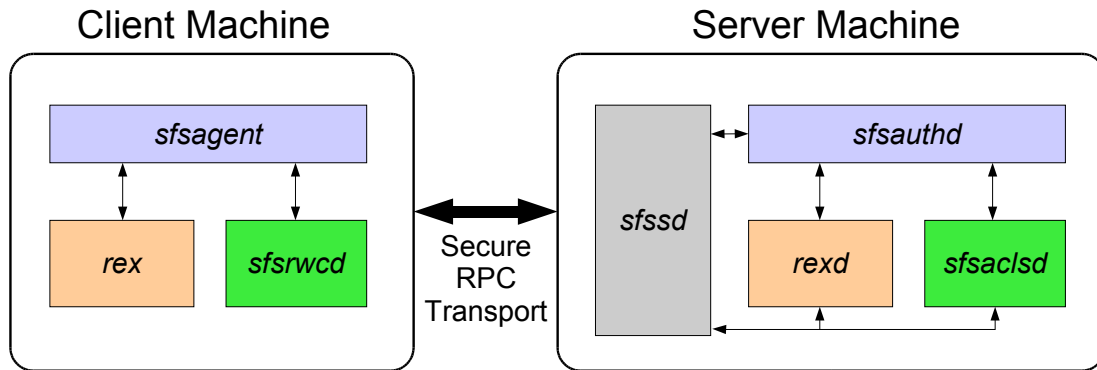 Client Machine
Server Machine
sfsagent
rex
sfsrwcd
Secure
RPC
Transport
sfssd
sfsauthd
rexd
sfsaclsd